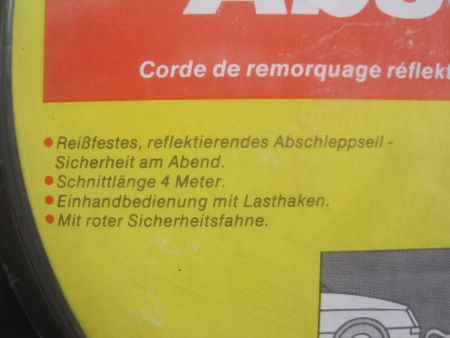 Abs
Corde de remorquage réflekt
• Reißfestes, reflektierendes Abschleppseil -
Sicherheit am Abend.
• Schnittlänge 4 Meter.
• Einhandbedienung mit Lasthaken.
• Mit roter Sicherheitsfahne.